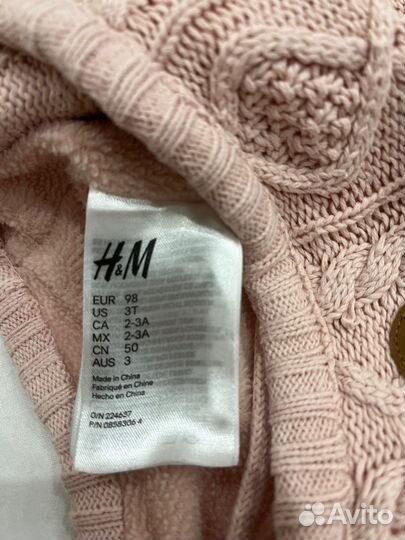 H&M
EUR 98
US 3T
CA 2-3A
MX 2-3A
CN 50
AUS 3
Made in China
Fabriqué en Chine
Hecho en China
O/N 224637
P/N 0858306 4
Avito